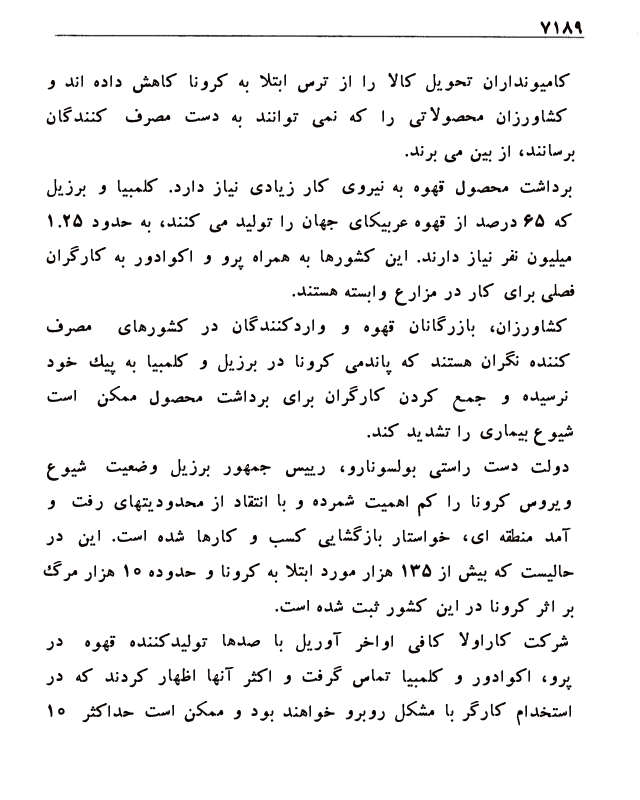 ۷۱۸۹
کامیونداران تحویل کالا را از ترس ابتلا به کرونا کاهش داده اند و
کشاورزان محصولاتی را که نمی توانند به دست مصرف کنندگان
برسانند، از بین می برند.
برداشت محصول قهوه به نیروی کار زیادی نیاز دارد. کلمبیا و برزیل
که ۶۵ درصد از قهوه عربیکای جهان را تولید می کنند، به حدود ۱.۲۵
میلیون نفر نیاز دارند. این کشورها به همراه پرو و اکوادور به کارگران
فصلی برای کار در مزارع وابسته هستند.
کشاورزان، بازرگانان قهوه و واردکنندگان در کشورهای مصرف
کننده نگران هستند که پاندمی کرونا در برزیل و کلمبیا به پیک خود
نرسیده و جمع کردن کارگران برای برداشت محصول ممکن است
شیوع بیماری را تشدید کند.
دولت دست راستی بولسونارو، رییس جمهور برزیل وضعیت شیوع
ویروس کرونا را کم اهمیت شمرده و با انتقاد از محدودیتهای رفت و
آمد منطقه ای، خواستار بازگشایی کسب و کارها شده است. این در
حالیست که بیش از ۱۳۵ هزار مورد ابتلا به کرونا و حدوده ۱۰ هزار مرگ
بر اثر کرونا در این کشور ثبت شده است.
شرکت کاراولا کافی اواخر آوریل با صدها تولیدکننده قهوه در
پرو، اکوادور و کلمبیا تماس گرفت و اکثر آنها اظهار کردند که در
استخدام کارگر با مشکل روبرو خواهند بود و ممکن است حداکثر ۱۰